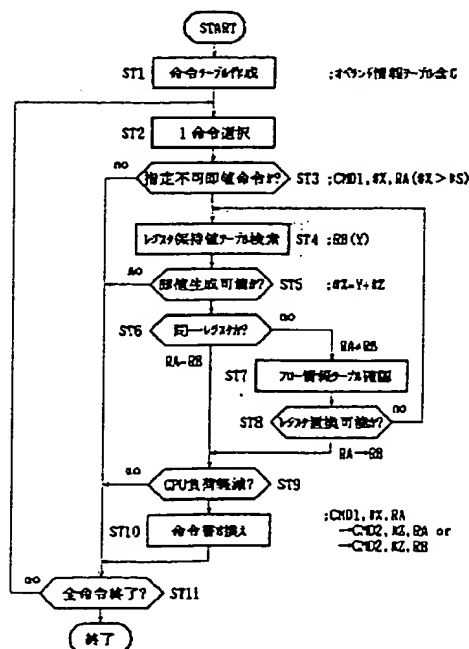 START
ST1 命令テーブル作成 ;オペランド情報テーブル含む
ST2 1命令選択
no 指定不可即値命令か? ST3 ;CMD1,#X,RA(#X>#S)
レジスタ保持値テーブル検索 ST4 ;RB(Y)
no 即値生成可能か? ST5 ;#X=Y+#Z
ST6 同一レジスタか? no
RA=RB RA≠RB
ST7 フロー情報テーブル確認
ST8 レジスタ置換可能か? no
RA→RB
no CPU負荷軽減? ST9
;CMD1,#X,RA
ST10 命令書き換え →CMD2,#Z,RA or
→CMD2,#Z,RB
no 全命令終了? ST11
終了